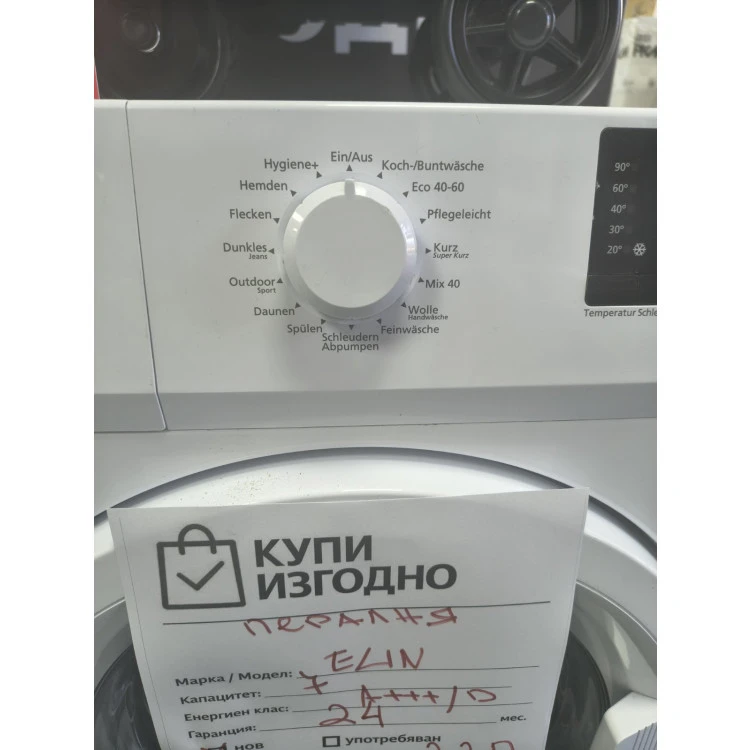 Ein/Aus
Hygiene+
Koch-/Buntwäsche
Hemden
Eco 40-60
Flecken
Pflegeleicht
Dunkles
Jeans
Kurz
Super Kurz
Outdoor
Sport
Mix 40
Daunen
Wolle
Handwäsche
Spülen
Feinwäsche
Schleudern
Abpumpen
90°
60°
40°
30°
20°
Temperatur Schle
КУПИ
ИЗГОДНО
ПЕРАЛНЯ
Марка / Модел: ELIN
Капацитет: 7
Енергиен клас: A+++/D
Гаранция: 24 мес.
нов употребяван